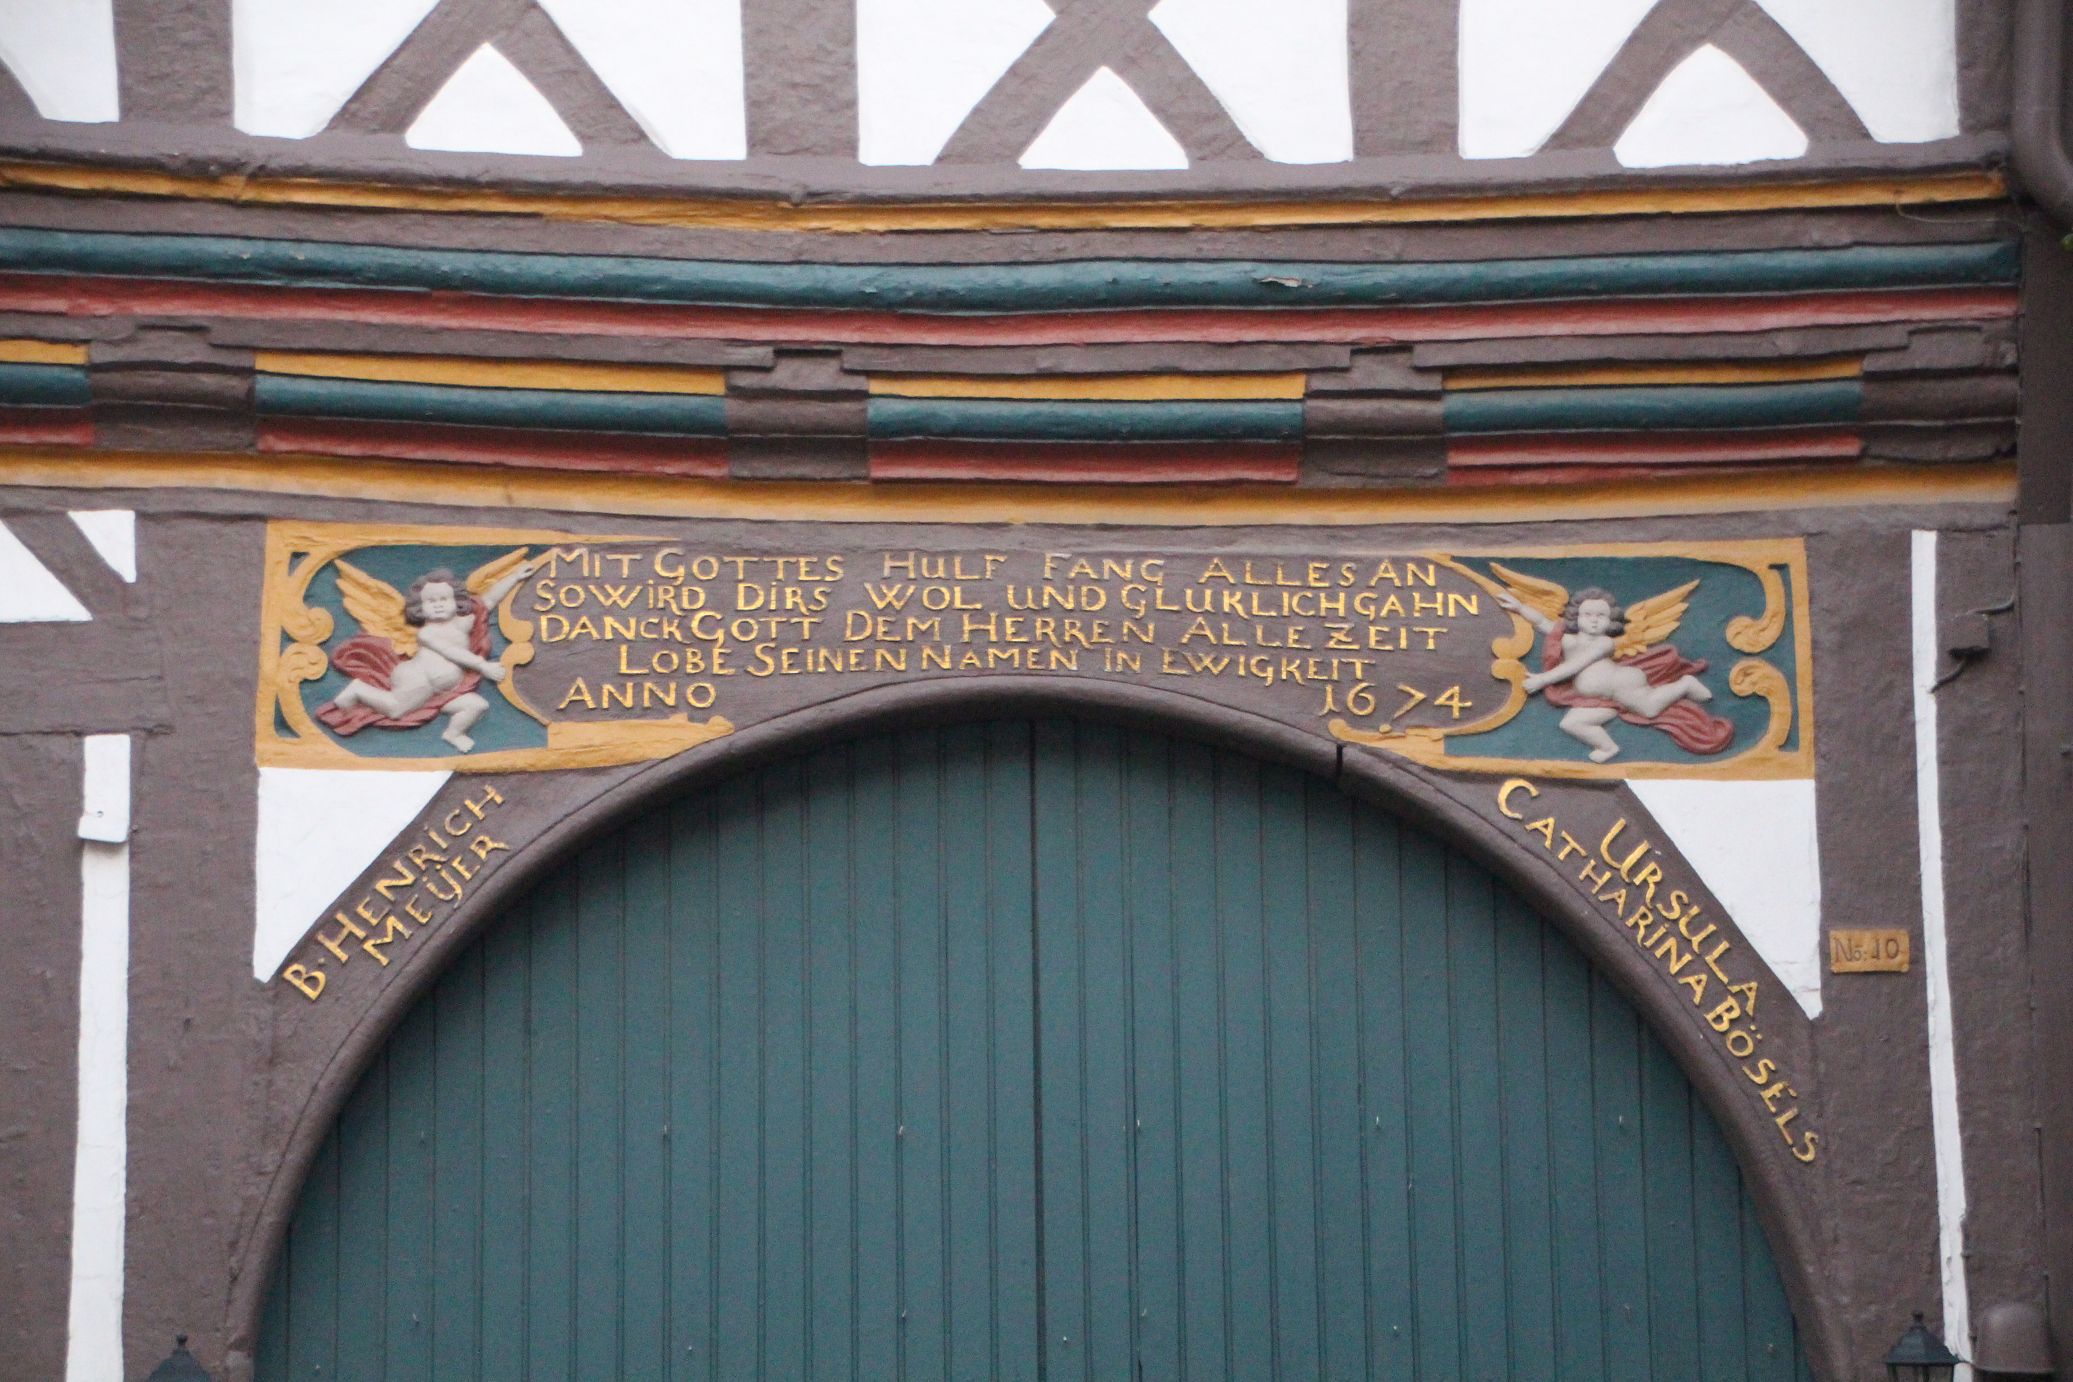 MIT GOTTES HULF FANG ALLES AN
SO WIRD DIRS WOL UND GLUKLICH GAHN
DANCK GOTT DEM HERREN ALLE ZEIT
LOBE SEINEN NAMEN IN EWIGKEIT
ANNO 1674
B·HENRICH
MEŸER
URSULA
CATHARINA BÖSELS
No: 10